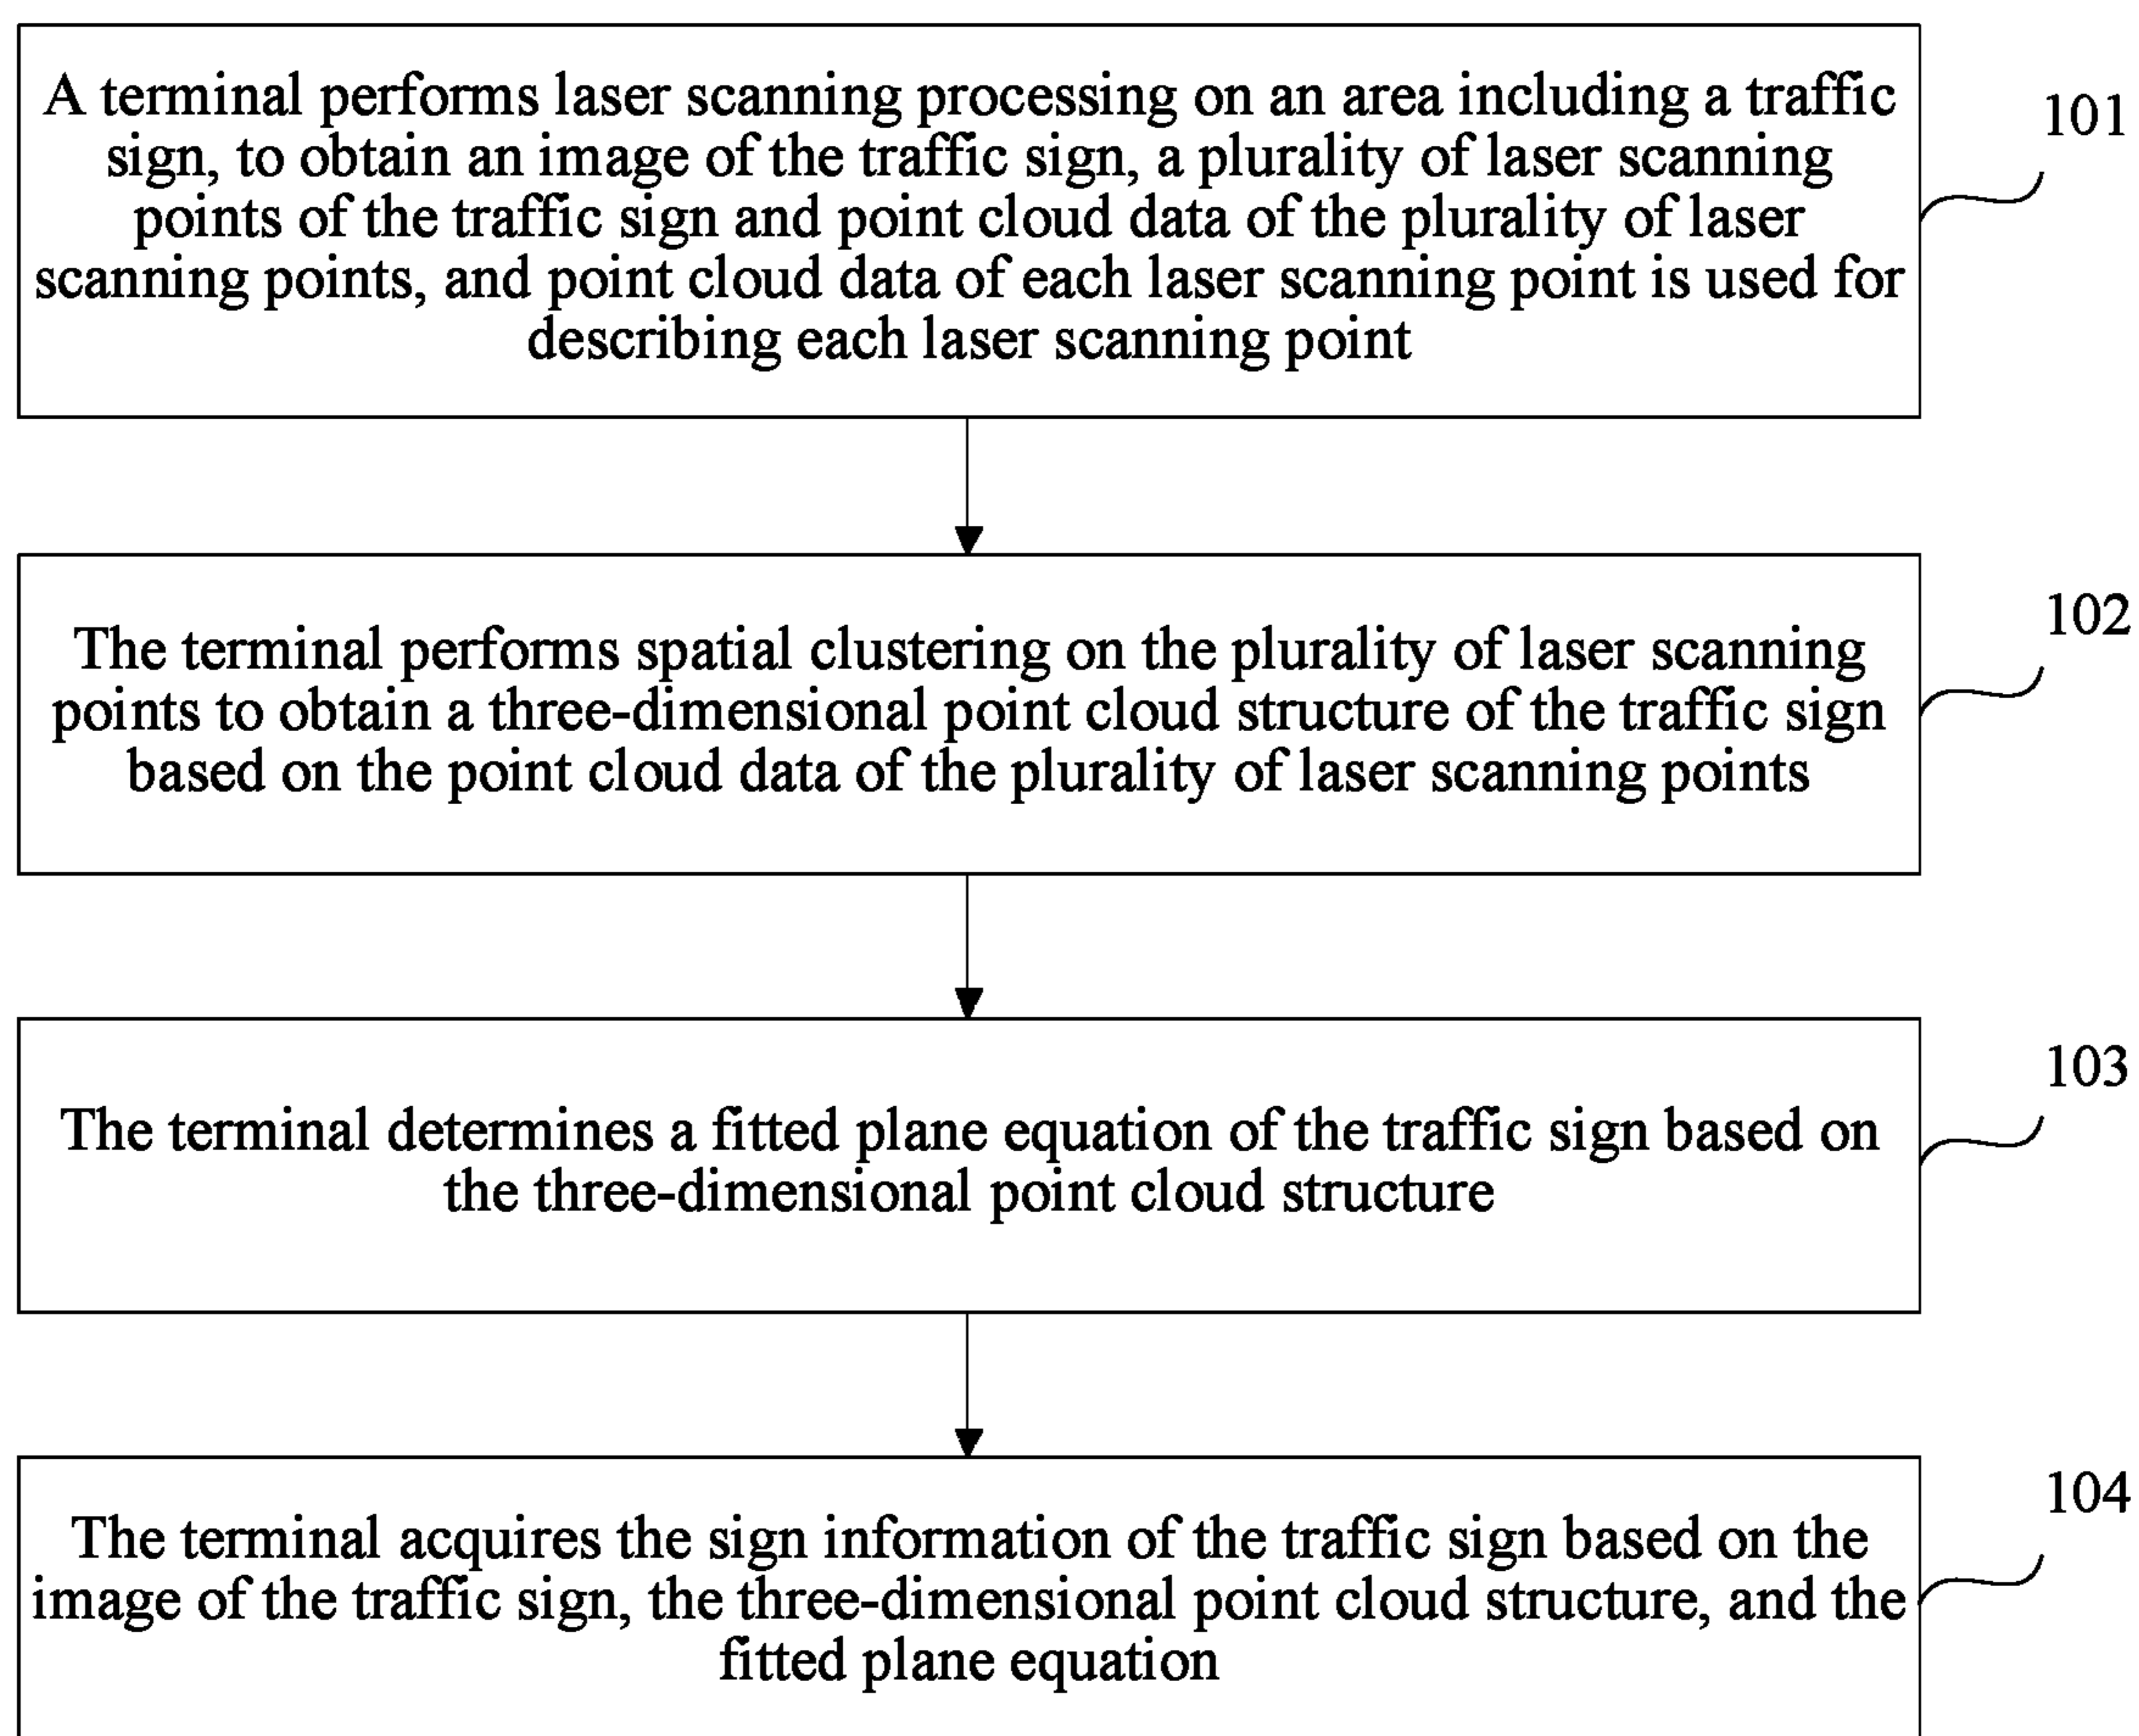 A terminal performs laser scanning processing on an area including a traffic
sign, to obtain an image of the traffic sign, a plurality of laser scanning
points of the traffic sign and point cloud data of the plurality of laser
scanning points, and point cloud data of each laser scanning point is used for
describing each laser scanning point
101
The terminal performs spatial clustering on the plurality of laser scanning
points to obtain a three-dimensional point cloud structure of the traffic sign
based on the point cloud data of the plurality of laser scanning points
102
The terminal determines a fitted plane equation of the traffic sign based on
the three-dimensional point cloud structure
103
The terminal acquires the sign information of the traffic sign based on the
image of the traffic sign, the three-dimensional point cloud structure, and the
fitted plane equation
104